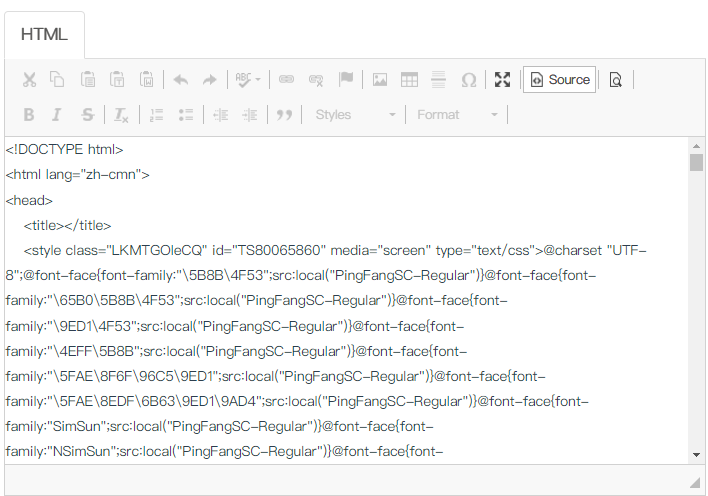 HTML
ABC
Source
B I S Tx
Styles Format
<!DOCTYPE html>
<html lang="zh-cmn">
<head>
<title></title>
<style class="LKMTGOleCQ" id="TS80065860" media="screen" type="text/css">@charset "UTF-
8";@font-face{font-family:"\5B8B\4F53";src:local("PingFangSC-Regular")}@font-face{font-
family:"\65B0\5B8B\4F53";src:local("PingFangSC-Regular")}@font-face{font-
family:"\9ED1\4F53";src:local("PingFangSC-Regular")}@font-face{font-
family:"\4EFF\5B8B";src:local("PingFangSC-Regular")}@font-face{font-
family:"\5FAE\8F6F\96C5\9ED1";src:local("PingFangSC-Regular")}@font-face{font-
family:"\5FAE\8EDF\6B63\9ED1\9AD4";src:local("PingFangSC-Regular")}@font-face{font-
family:"SimSun";src:local("PingFangSC-Regular")}@font-face{font-
family:"NSimSun";src:local("PingFangSC-Regular")}@font-face{font-